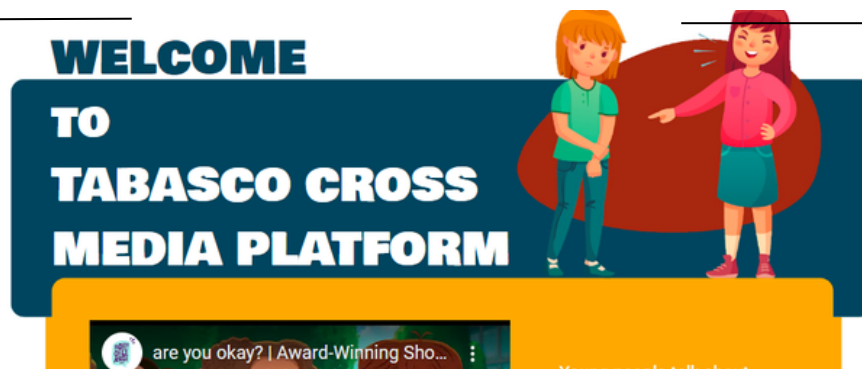 WELCOME
TO
TABASCO CROSS
MEDIA PLATFORM
are you okay? | Award-Winning Sho...